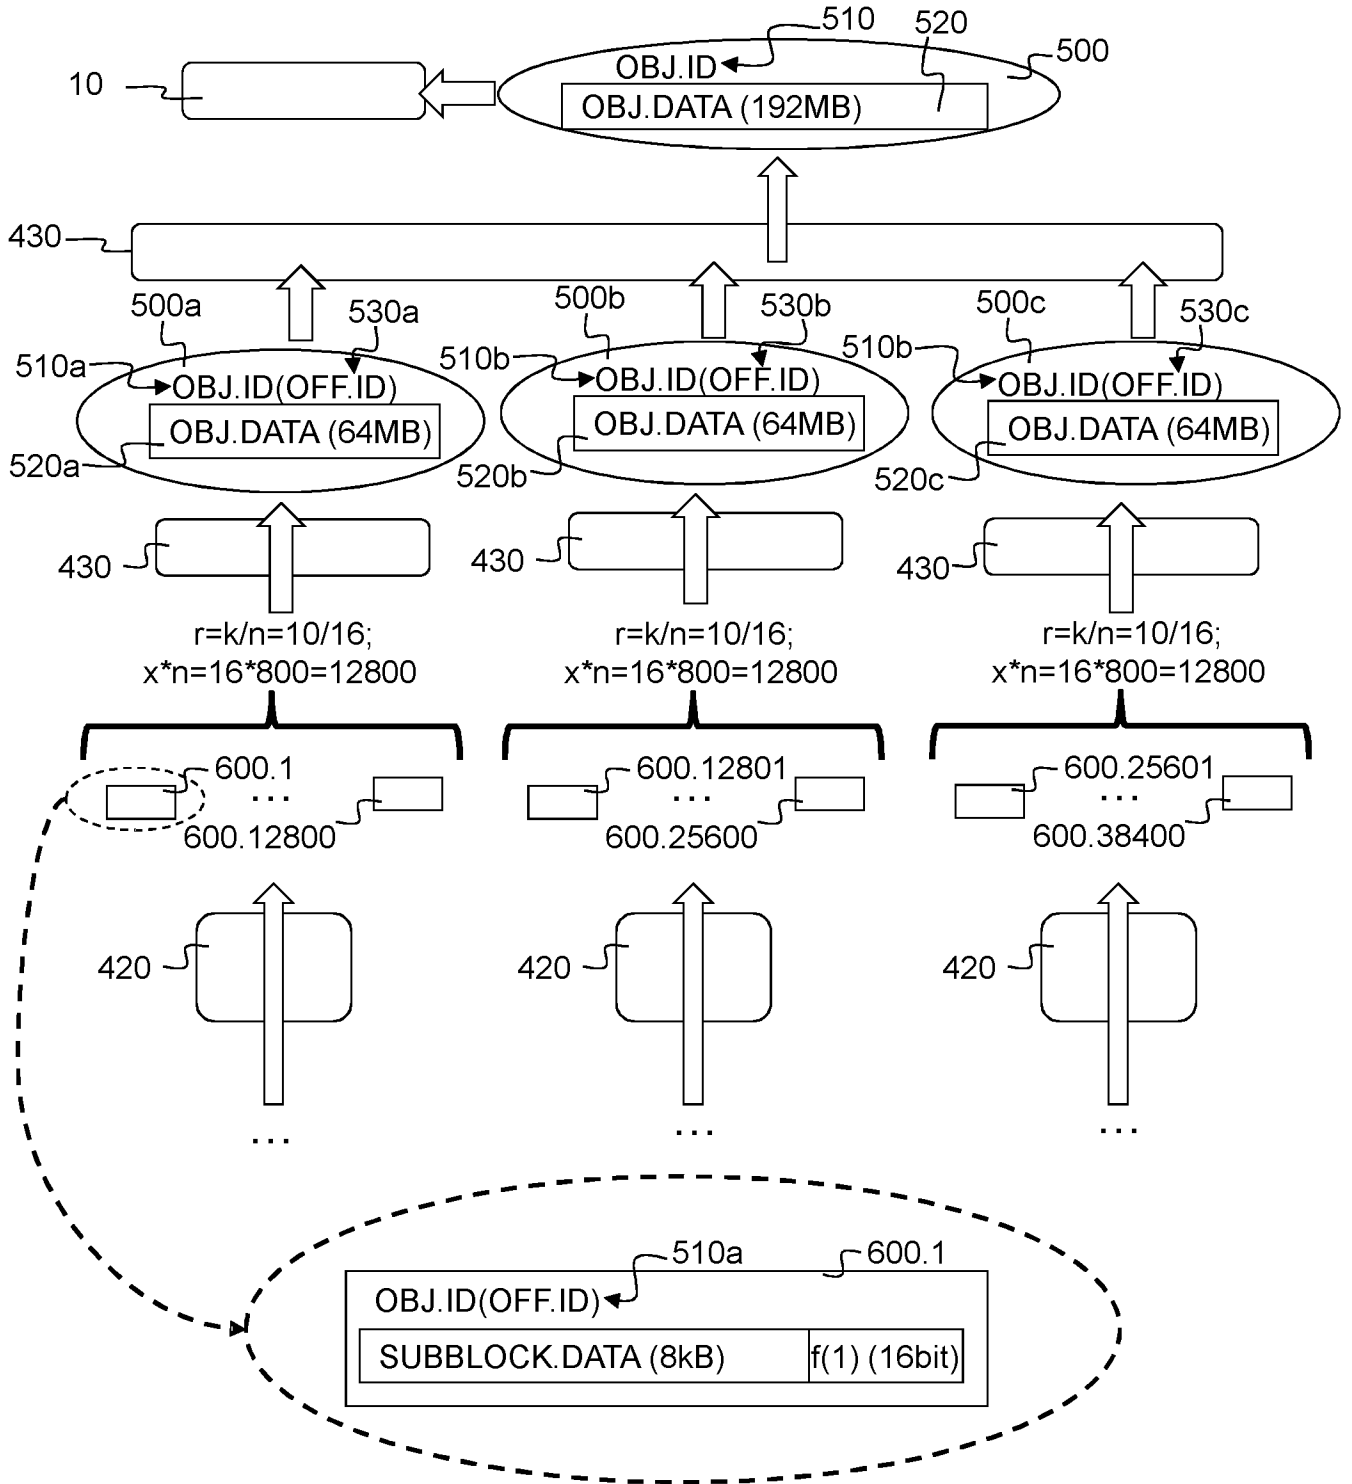 510
520
500
10
OBJ.ID
OBJ.DATA (192MB)
430
500a
530a
500b
530b
500c
530c
510a
510b
510b
OBJ.ID(OFF.ID)
OBJ.ID(OFF.ID)
OBJ.ID(OFF.ID)
OBJ.DATA (64MB)
OBJ.DATA (64MB)
OBJ.DATA (64MB)
520a
520b
520c
430
430
430
r=k/n=10/16;
x*n=16*800=12800
r=k/n=10/16;
x*n=16*800=12800
r=k/n=10/16;
x*n=16*800=12800
600.1
...
600.12800
600.12801
...
600.25600
600.25601
...
600.38400
420
420
420
...
...
...
510a
600.1
OBJ.ID(OFF.ID)
SUBBLOCK.DATA (8kB)
f(1) (16bit)